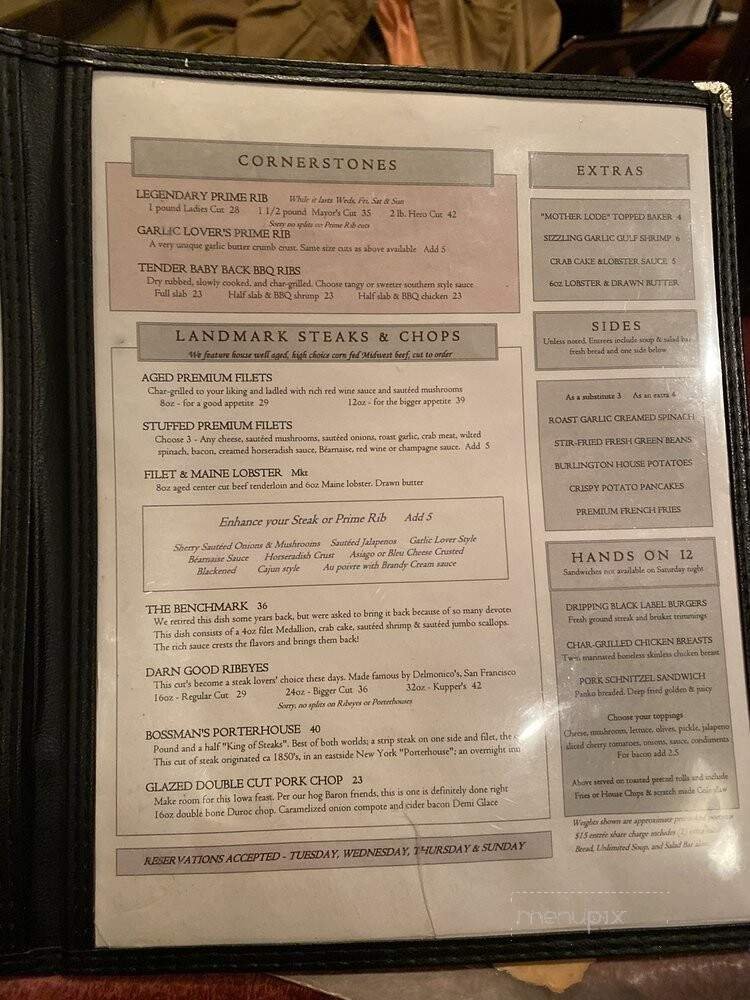 CORNERSTONES
LEGENDARY PRIME RIB While it lasts Weds, Fri, Sat & Sun
1 pound Ladies Cut 28 1 1/2 pound Mayor's Cut 35 2 lb. Hero Cut 42
Sorry no splits on Prime Rib cuts
GARLIC LOVER'S PRIME RIB
A very unique garlic butter crumb crust. Same size cuts as above available Add 5
TENDER BABY BACK BBQ RIBS
Dry rubbed, slowly cooked, and char-grilled. Choose tangy or sweeter southern style sauce
Full slab 23 Half slab & BBQ shrimp 23 Half slab & BBQ chicken 23
LANDMARK STEAKS & CHOPS
We feature house well aged, high choice corn fed Midwest beef, cut to order
AGED PREMIUM FILETS
Char-grilled to your liking and ladled with rich red wine sauce and sautéed mushrooms
8oz - for a good appetite 29 12oz - for the bigger appetite 39
STUFFED PREMIUM FILETS
Choose 3 - Any cheese, sautéed mushrooms, sautéed onions, roast garlic, crab meat, wilted
spinach, bacon, creamed horseradish sauce, Béarnaise, red wine or champagne sauce. Add 5
FILET & MAINE LOBSTER Mkt
8oz aged center cut beef tenderloin and 6oz Maine lobster. Drawn butter
Enhance your Steak or Prime Rib Add 5
Sherry Sautéed Onions & Mushrooms Sautéed Jalapenos Garlic Lover Style
Béarnaise Sauce Horseradish Crust Asiago or Bleu Cheese Crusted
Blackened Cajun style Au poivre with Brandy Cream sauce
THE BENCHMARK 36
We retired this dish some years back, but were asked to bring it back because of so many devotee
This dish consists of a 4oz filet Medallion, crab cake, sautéed shrimp & sautéed jumbo scallops.
The rich sauce crests the flavors and brings them back!
DARN GOOD RIBEYES
This cut's become a steak lovers' choice these days. Made famous by Delmonico's, San Francisco
16oz - Regular Cut 29 24oz - Bigger Cut 36 32oz - Kupper's 42
Sorry, no splits on Ribeyes or Porterhouses
BOSSMAN'S PORTERHOUSE 40
Pound and a half "King of Steaks". Best of both worlds; a strip steak on one side and filet, the
This cut of steak originated ca 1850's, in an eastside New York "Porterhouse"; an overnight inn
GLAZED DOUBLE CUT PORK CHOP 23
Make room for this Iowa feast. Per our hog Baron friends, this is one is definitely done right
16oz double bone Duroc chop. Caramelized onion compote and cider bacon Demi Glace
RESERVATIONS ACCEPTED - TUESDAY, WEDNESDAY, THURSDAY & SUNDAY
EXTRAS
"MOTHER LODE" TOPPED BAKER 4
SIZZLING GARLIC GULF SHRIMP 6
CRAB CAKE &LOBSTER SAUCE 5
6oz LOBSTER & DRAWN BUTTER
SIDES
Unless noted, Entrees include soup & salad bar
fresh bread and one side below
As a substitute 3 As an extra 4
ROAST GARLIC CREAMED SPINACH
STIR-FRIED FRESH GREEN BEANS
BURLINGTON HOUSE POTATOES
CRISPY POTATO PANCAKES
PREMIUM FRENCH FRIES
HANDS ON 12
Sandwiches not available on Saturday night
DRIPPING BLACK LABEL BURGERS
Fresh ground streak and brisket trimmings
CHAR-GRILLED CHICKEN BREASTS
Twin marinated boneless skinless chicken breast
PORK SCHNITZEL SANDWICH
Panko breaded. Deep fried golden & juicy
Choose your toppings
Cheese, mushroom, lettuce, olives, pickle, jalapeno
sliced cherry tomatoes, onions, sauce, condiments
For bacon add 2.5
Above served on toasted pretzel rolls and include
Fries or House Chips & scratch made Cole slaw
Weights shown are approximate
$15 entrée share charge includes
Bread, Unlimited Soup, and Salad Bar
menupix